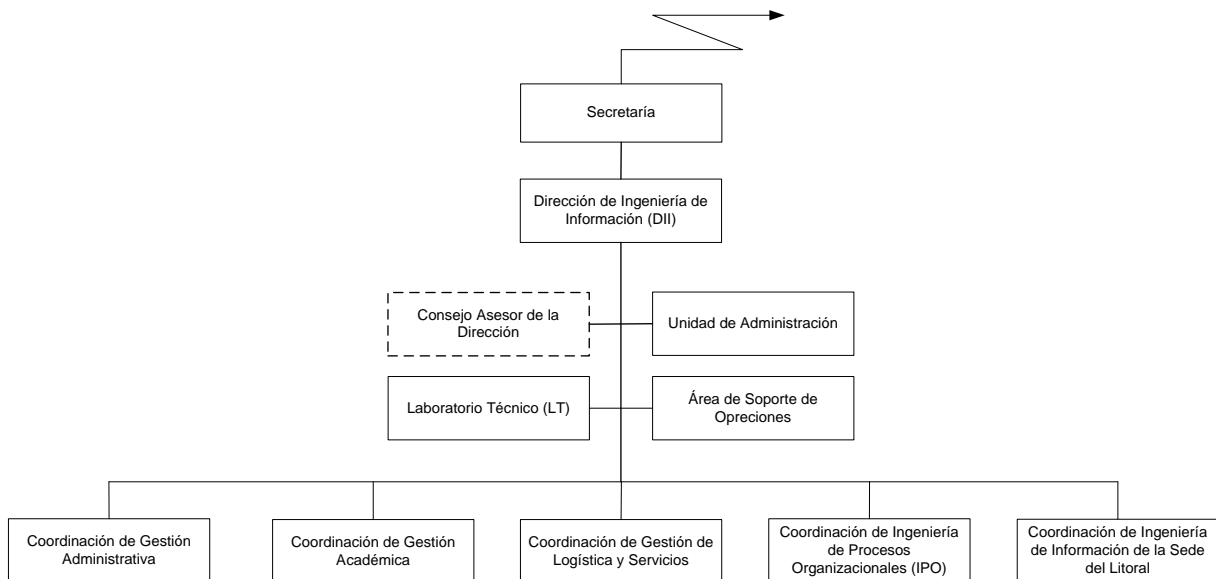 Secretaría
Dirección de Ingeniería de
Información (DII)
Consejo Asesor de la
Dirección
Unidad de Administración
Laboratorio Técnico (LT)
Área de Soporte de
Opreciones
Coordinación de Gestión
Administrativa
Coordinación de Gestión
Académica
Coordinación de Gestión de
Logística y Servicios
Coordinación de Ingeniería
de Procesos
Organizacionales (IPO)
Coordinación de Ingeniería
de Información de la Sede
del Litoral